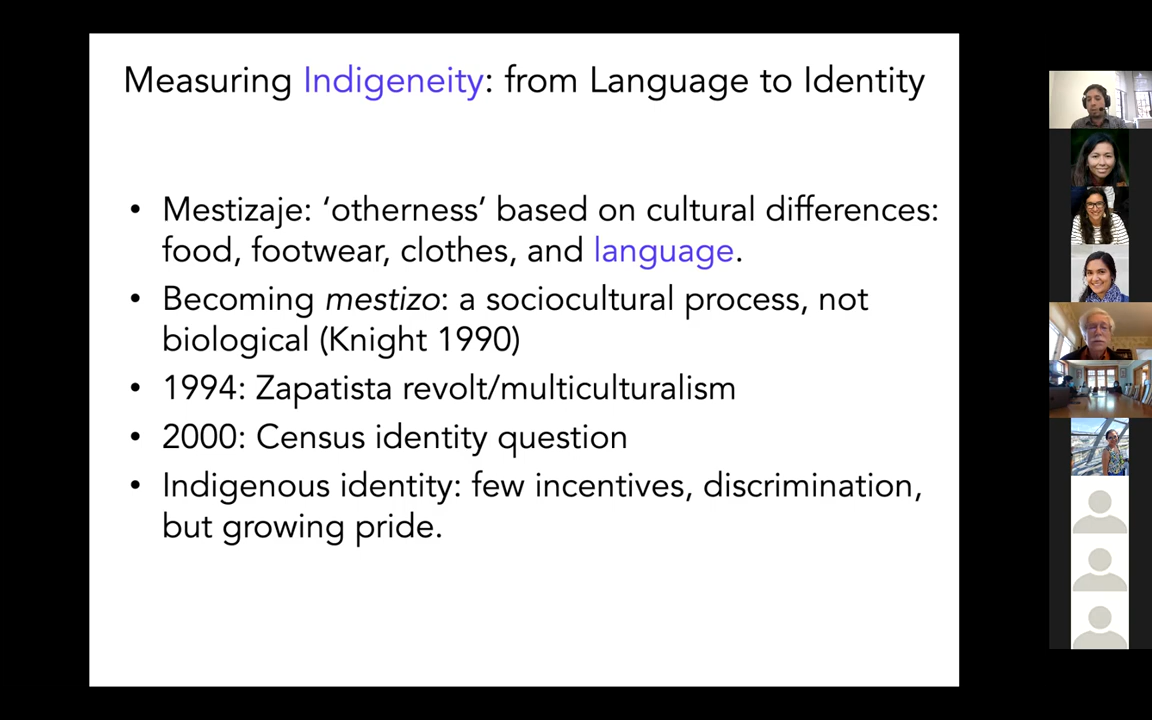 Measuring Indigeneity: from Language to Identity
• Mestizaje: ‘otherness’ based on cultural differences:
food, footwear, clothes, and language.
• Becoming mestizo: a sociocultural process, not
biological (Knight 1990)
• 1994: Zapatista revolt/multiculturalism
• 2000: Census identity question
• Indigenous identity: few incentives, discrimination,
but growing pride.